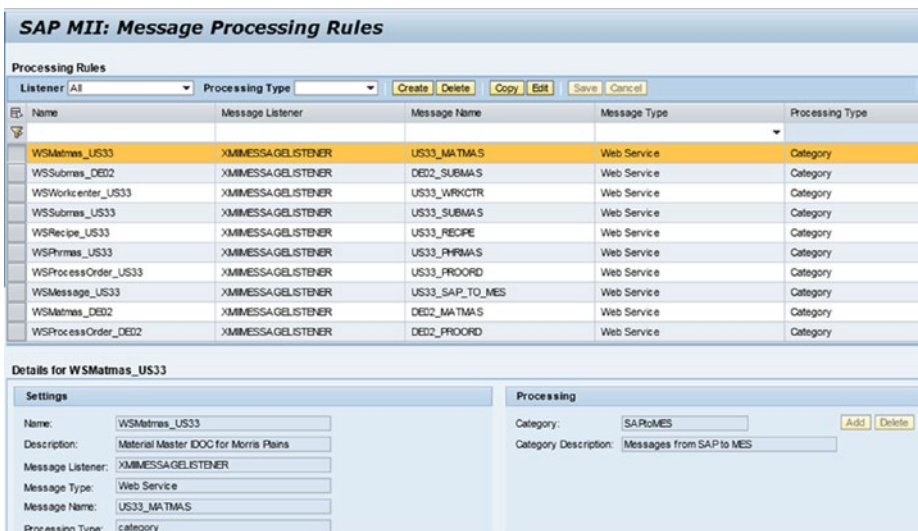 SAP MII: Message Processing Rules
Processing Rules
Listener All Processing Type Create Delete Copy Edit Save Cancel
Name Message Listener Message Name Message Type Processing Type
WSMatmas_US33 XMIIMESSAGELISTENER US33_MATMAS Web Service Category
WSSubmas_DE02 XMIIMESSAGELISTENER DE02_SUBMAS Web Service Category
WSWorkcenter_US33 XMIIMESSAGELISTENER US33_WRKCTR Web Service Category
WSSubmas_US33 XMIIMESSAGELISTENER US33_SUBMAS Web Service Category
WSRecipe_US33 XMIIMESSAGELISTENER US33_RECIPE Web Service Category
WSPhrmas_US33 XMIIMESSAGELISTENER US33_PHRMAS Web Service Category
WSProcessOrder_US33 XMIIMESSAGELISTENER US33_PROORD Web Service Category
WSMessage_US33 XMIIMESSAGELISTENER US33_SAP_TO_MES Web Service Category
WSMatmas_DE02 XMIIMESSAGELISTENER DE02_MATMAS Web Service Category
WSProcessOrder_DE02 XMIIMESSAGELISTENER DE02_PROORD Web Service Category
Details for WSMatmas_US33
Settings Processing
Name: WSMatmas_US33 Category: SAPtoMES Add Delete
Description: Material Master IDOC for Morris Plains Category Description: Messages from SAP to MES
Message Listener: XMIIMESSAGELISTENER
Message Type: Web Service
Message Name: US33_MATMAS
Processing Type: category